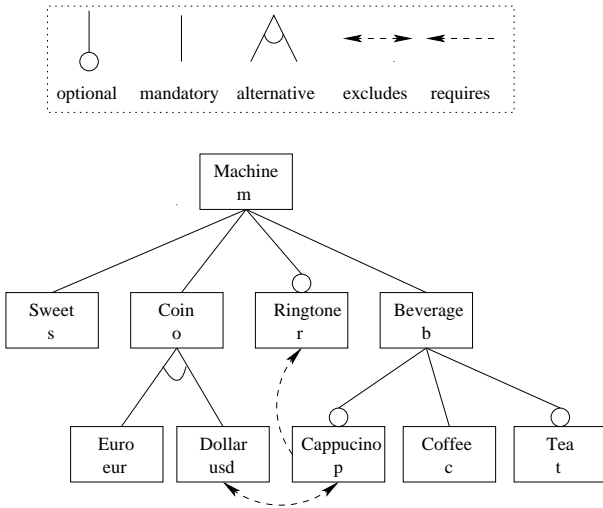 optional mandatory alternative excludes requires
Machine
m
Sweet Coin Ringtone Beverage
s o r b
Euro Dollar Cappucino Coffee Tea
eur usd p c t